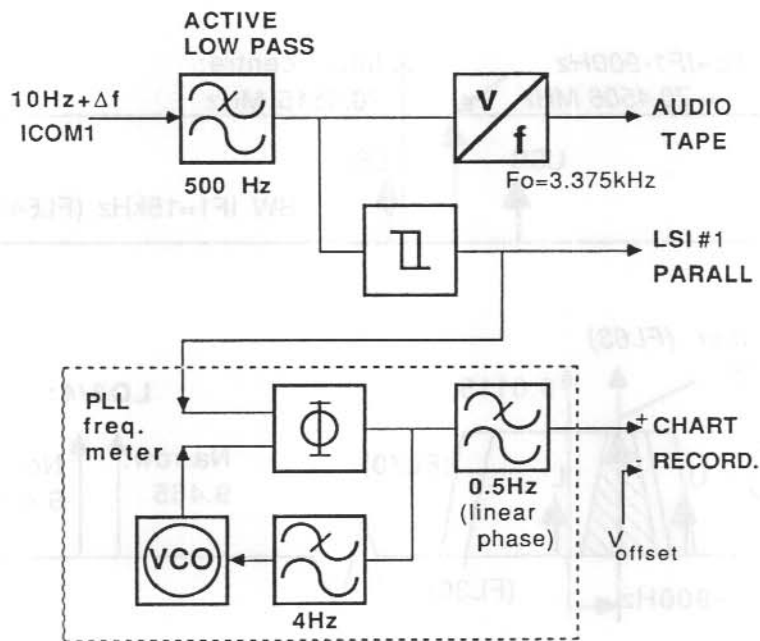 ACTIVE
LOW PASS
10Hz+Δf
ICOM1
500 Hz
V
f
Fo=3.375kHz
AUDIO
TAPE
LSI#1
PARALL
PLL
freq.
meter
Φ
VCO
4Hz
0.5Hz
(linear
phase)
+
CHART
-
RECORD.
Voffset